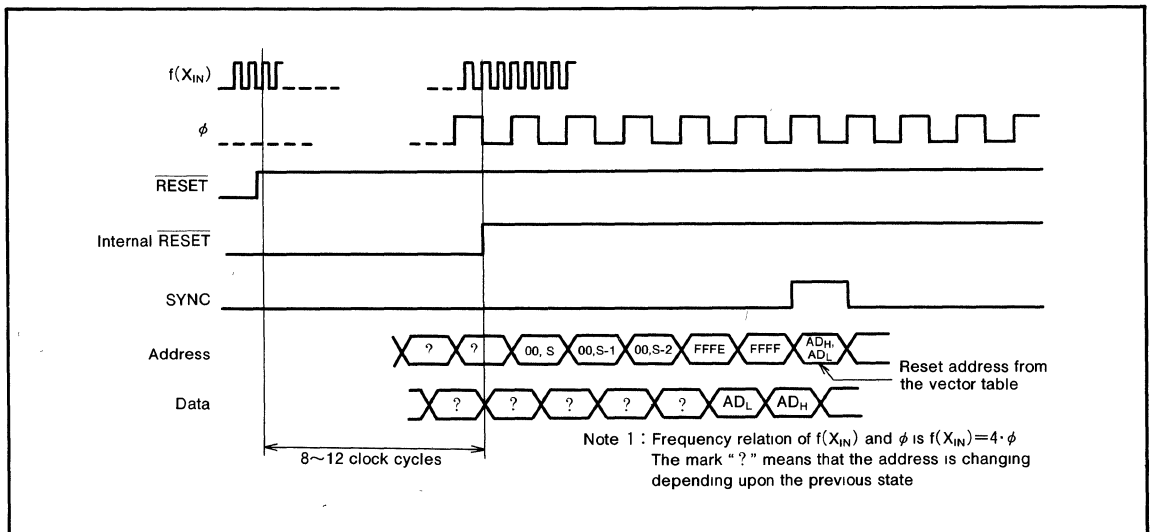 f(XIN)
ϕ
RESET
Internal RESET
SYNC
Address ? ? 00, S 00,S-1 00,S-2 FFFE FFFF ADH, ADL
Reset address from
the vector table
Data ? ? ? ? ? ADL ADH
8~12 clock cycles
Note 1 : Frequency relation of f(XIN) and ϕ is f(XIN)=4·ϕ
The mark "?" means that the address is changing
depending upon the previous state